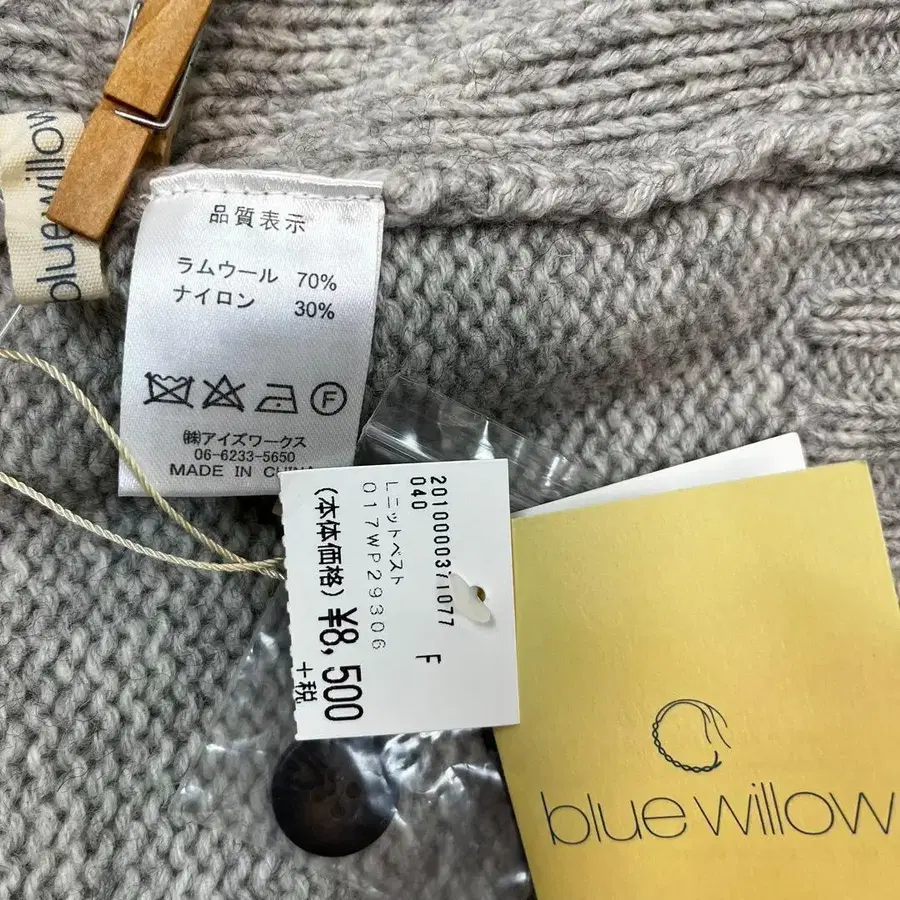 blue willow
品質表示
ラムウール 70%
ナイロン 30%
F
㈱アイズワークス
06-6233-5650
MADE IN CHINA
2010000371077
040 F
Lニットベスト
017WP29306
(本体価格) ¥8,500
+税
blue willow